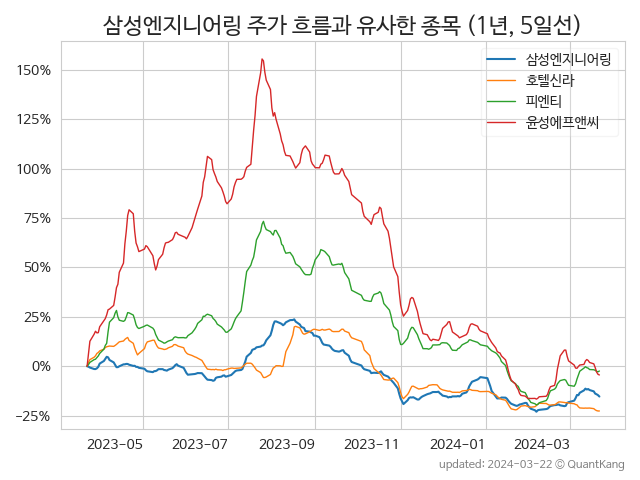 삼성엔지니어링 주가 흐름과 유사한 종목 (1년, 5일선)
삼성엔지니어링
호텔신라
피엔티
윤성에프앤씨
150%
125%
100%
75%
50%
25%
0%
−25%
2023-05 2023-07 2023-09 2023-11 2024-01 2024-03
updated: 2024-03-22 © QuantKang